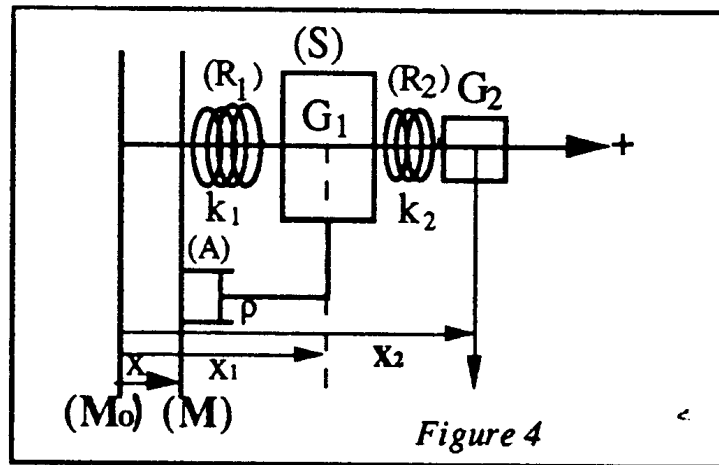 (S)
(R1) (R2) G2
G1 +
k1 k2
(A)
ρ
x2
x x1
(Mo) (M)
Figure 4